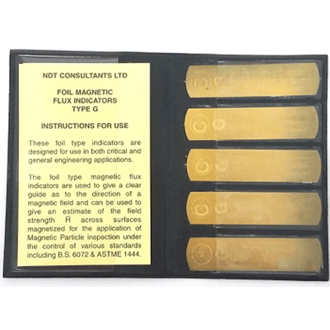 NDT CONSULTANTS LTD
FOIL MAGNETIC
FLUX INDICATORS
TYPE G
INSTRUCTIONS FOR USE
These foil type indicators are
designed for use in both critical and
general engineering applications.
The foil type magnetic flux
indicators are used to give a clear
guide as to the direction of a
magnetic field and can be used to
give an estimate of the field
strength H across surfaces
magnetized for the application of
Magnetic Particle inspection under
the control of various standards
including B.S. 6072 & ASTME 1444.
G
G
G
G